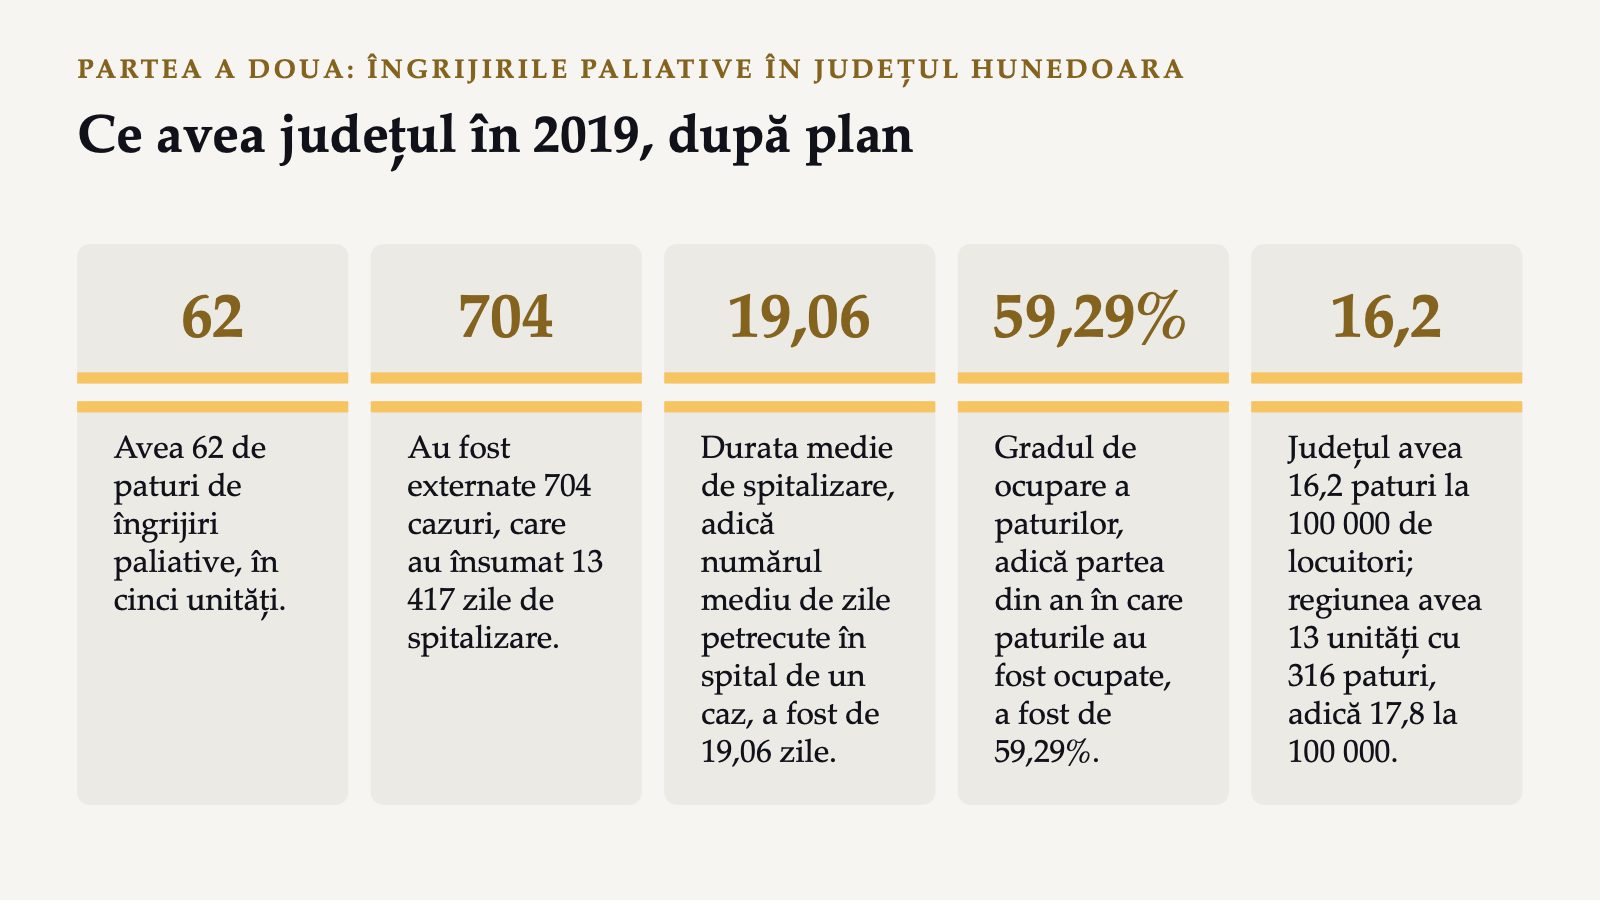 PARTEA A DOUA: ÎNGRIJIRILE PALIATIVE ÎN JUDEȚUL HUNEDOARA
Ce avea județul în 2019, după plan
62
Avea 62 de
paturi de
îngrijiri
paliative, în
cinci unități.
704
Au fost
externate 704
cazuri, care
au însumat 13
417 zile de
spitalizare.
19,06
Durata medie
de spitalizare,
adică
numărul
mediu de zile
petrecute în
spital de un
caz, a fost de
19,06 zile.
59,29%
Gradul de
ocupare a
paturilor,
adică partea
din an în care
paturile au
fost ocupate,
a fost de
59,29%.
16,2
Județul avea
16,2 paturi la
100 000 de
locuitori;
regiunea avea
13 unități cu
316 paturi,
adică 17,8 la
100 000.